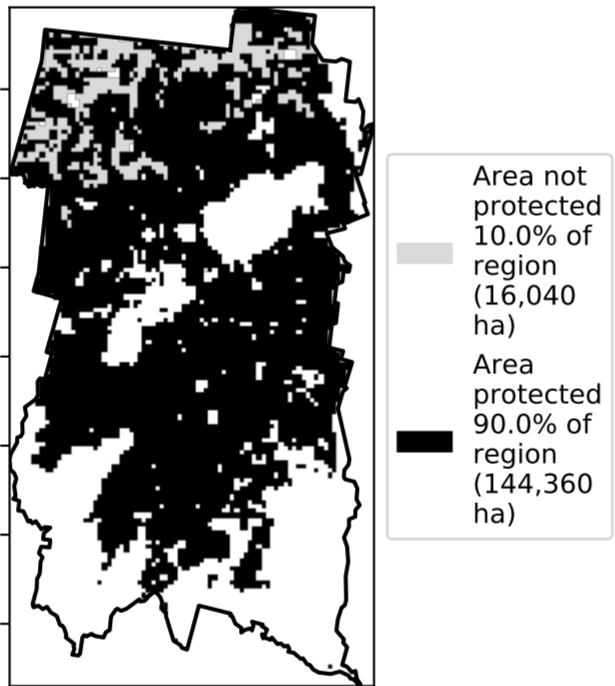 Area not
protected
10.0% of
region
(16,040
ha)
Area
protected
90.0% of
region
(144,360
ha)